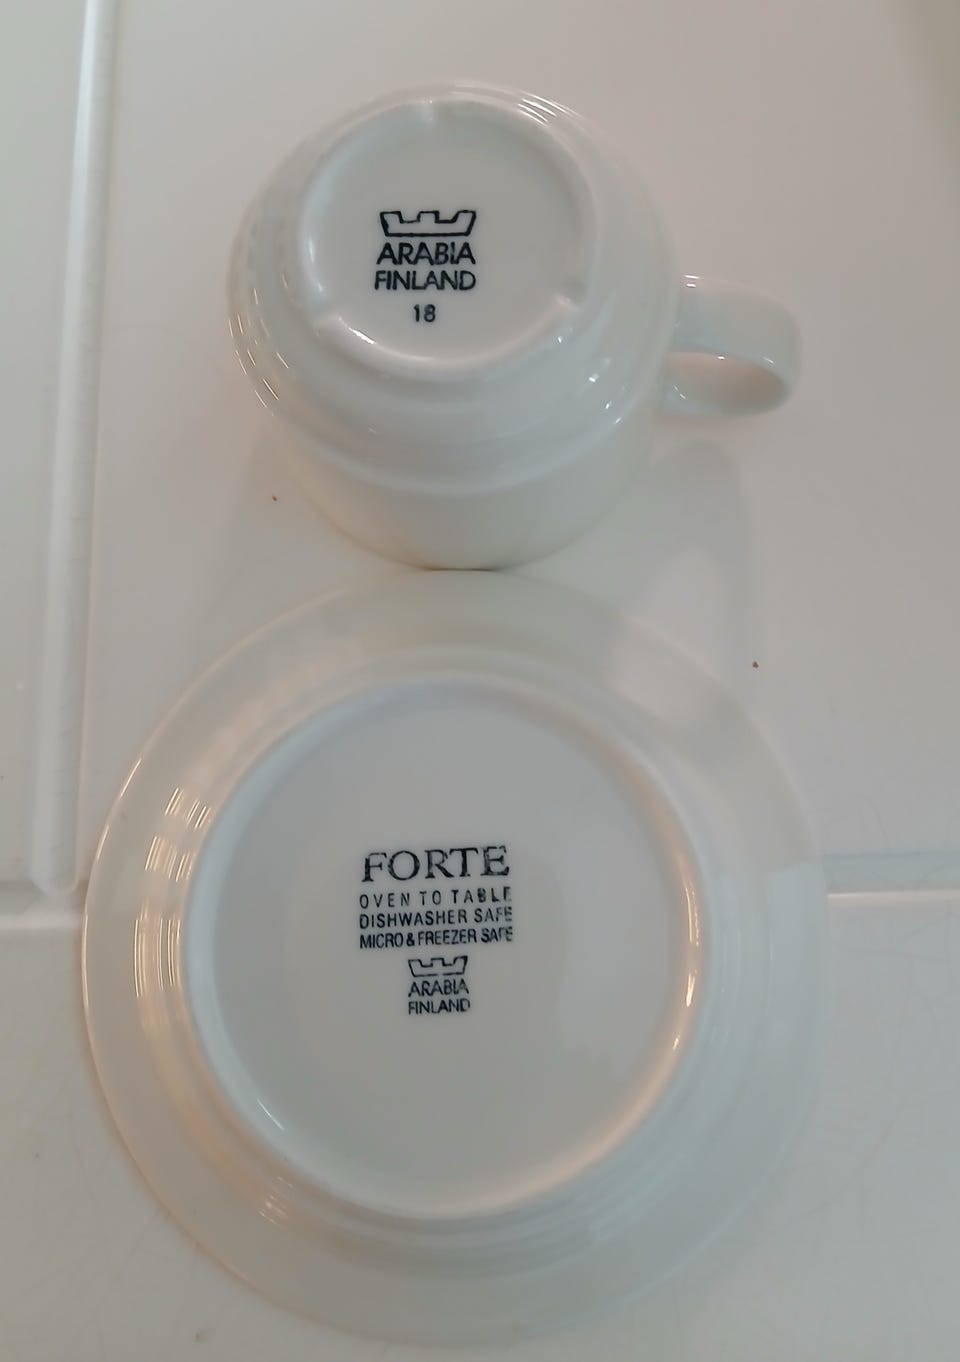 ARABIA
FINLAND
18
FORTE
OVEN TO TABLE
DISHWASHER SAFE
MICRO & FREEZER SAFE
ARABIA
FINLAND